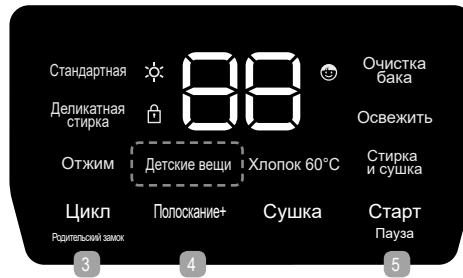 Стандартная
88
Очистка
бака
Деликатная
стирка
Освежить
Отжим
Детские вещи
Хлопок 60°C
Стирка
и сушка
Цикл
Полоскание+
Сушка
Старт
Родительский замок
Пауза
3
4
5